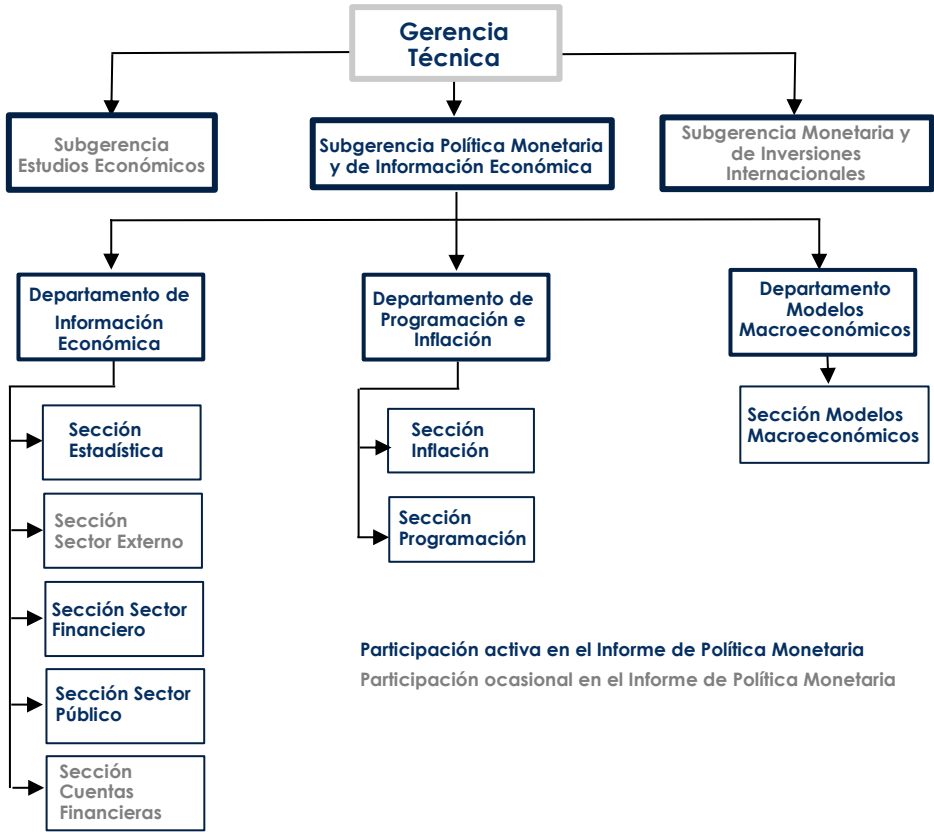 Gerencia
Técnica
Subgerencia
Estudios Económicos
Subgerencia Política Monetaria
y de Información Económica
Subgerencia Monetaria y
de Inversiones
Internacionales
Departamento de
Información
Económica
Departamento de
Programación e
Inflación
Departamento
Modelos
Macroeconómicos
Sección
Estadística
Sección
Sector Externo
Sección Sector
Financiero
Sección Sector
Público
Sección
Cuentas
Financieras
Sección
Inflación
Sección
Programación
Sección Modelos
Macroeconómicos
Participación activa en el Informe de Política Monetaria
Participación ocasional en el Informe de Política Monetaria